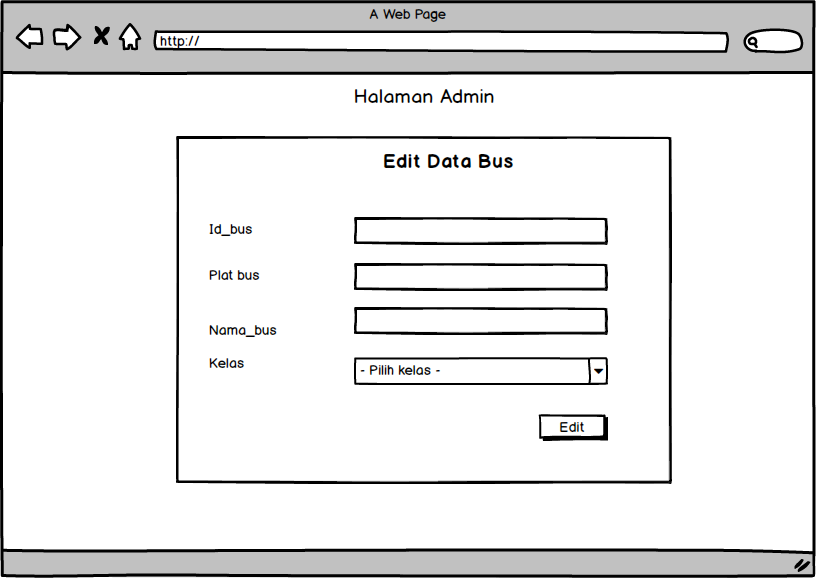 A Web Page
http://
Halaman Admin
Edit Data Bus
Id_bus
Plat bus
Nama_bus
Kelas
- Pilih kelas -
Edit